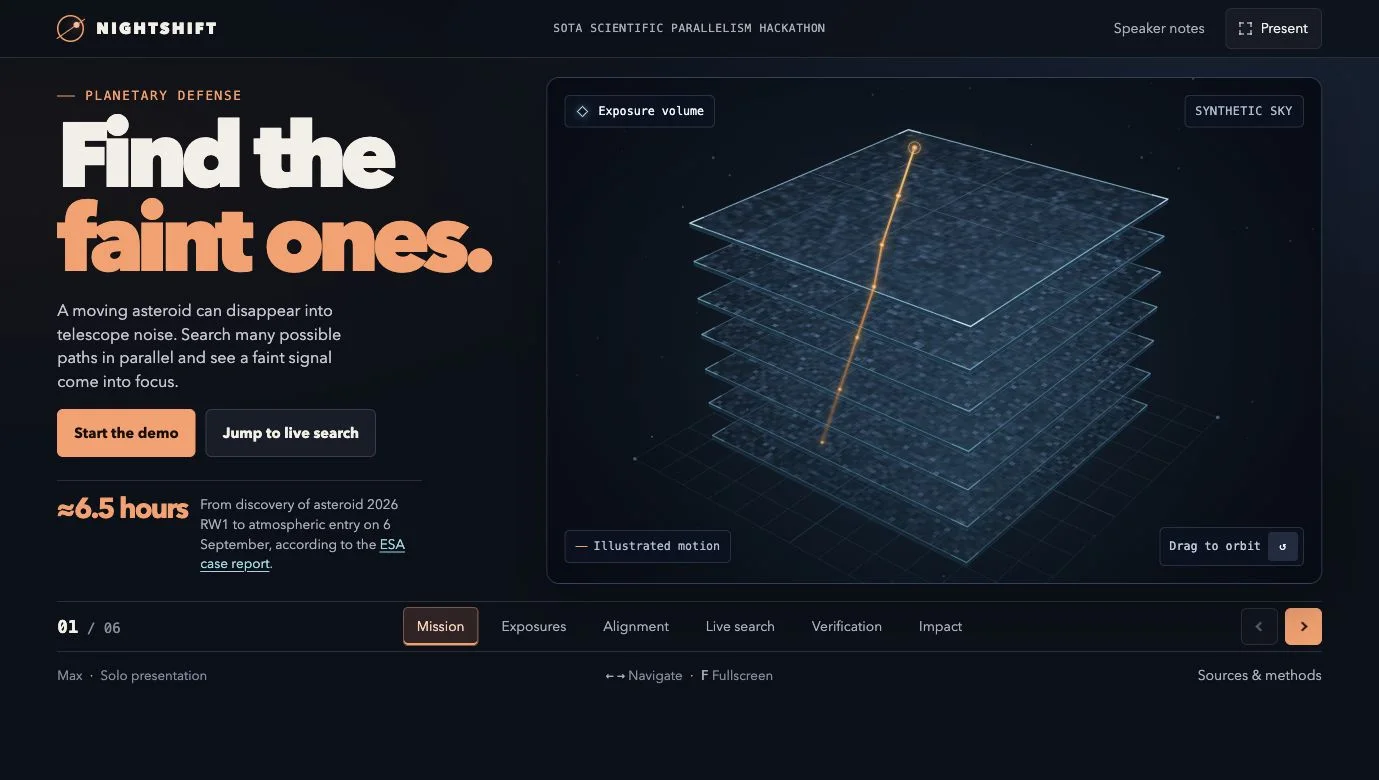 NIGHTSHIFT
SOTA SCIENTIFIC PARALLELISM HACKATHON
Speaker notes
Present
PLANETARY DEFENSE
Find the
faint ones.
A moving asteroid can disappear into
telescope noise. Search many possible
paths in parallel and see a faint signal
come into focus.
Start the demo
Jump to live search
≈6.5 hours
From discovery of asteroid 2026
RW1 to atmospheric entry on 6
September, according to the ESA
case report.
Exposure volume
SYNTHETIC SKY
Illustrated motion
Drag to orbit ↺
01 / 06
Mission
Exposures
Alignment
Live search
Verification
Impact
Max · Solo presentation
←→ Navigate · F Fullscreen
Sources & methods